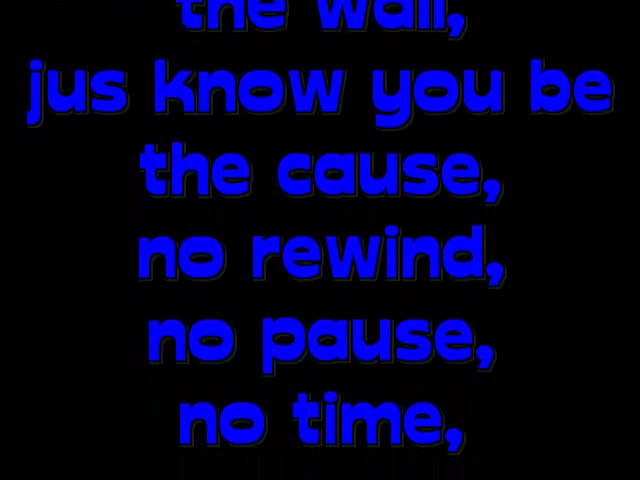 the wall,
jus know you be
the cause,
no rewind,
no pause,
no time,